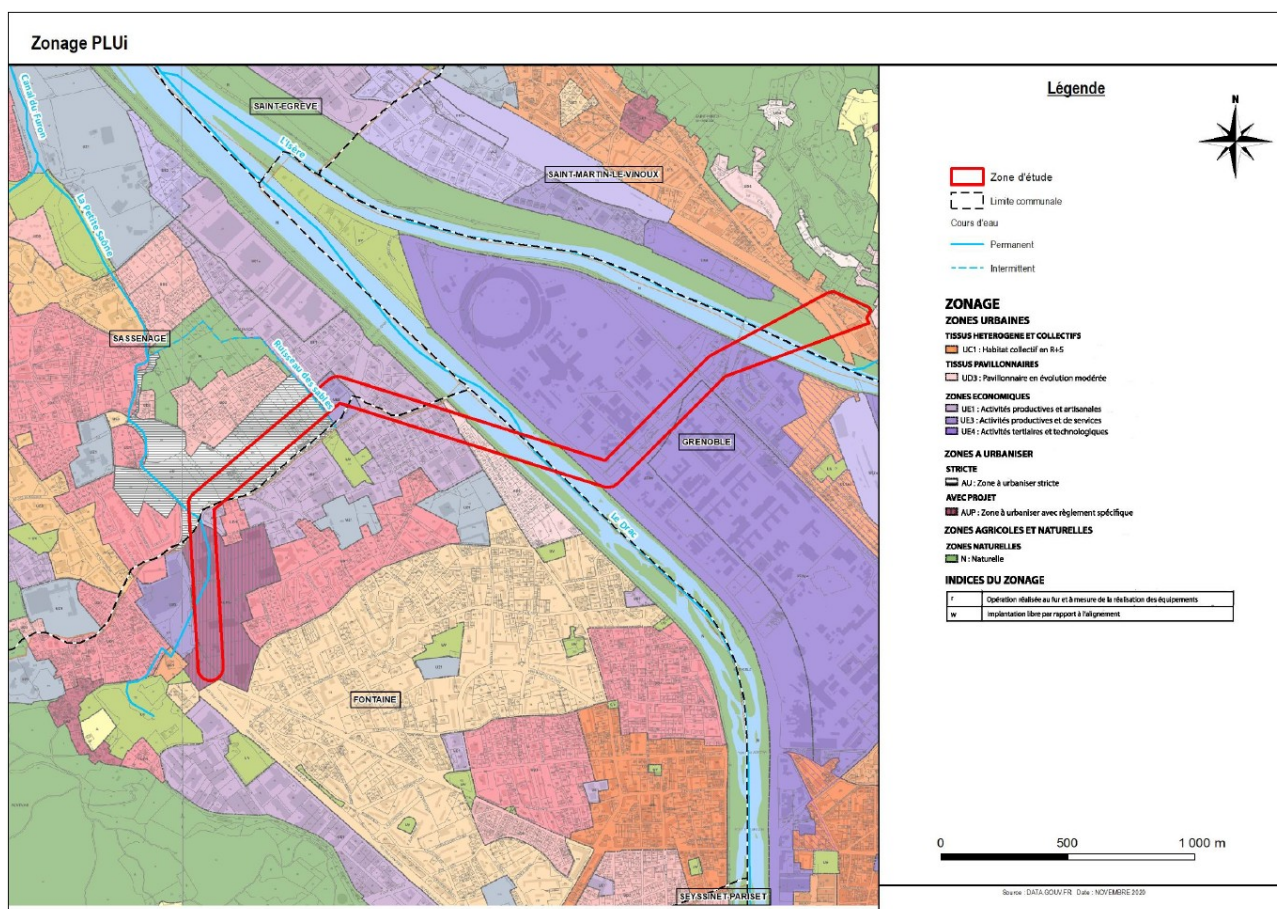 Zonage PLUi
Canal du Furon
La Petite Saône
SAINT-EGRÈVE
L'Isère
SAINT-MARTIN-LE-VINOUX
SASSENAGE
Ruisseau des Sables
GRENOBLE
Le Drac
FONTAINE
SEYSSINET-PARISET
Légende
N
Zone d'étude
Limite communale
Cours d'eau
Permanent
Intermittent
ZONAGE
ZONES URBAINES
TISSUS HETEROGENE ET COLLECTIFS
UC1 : Habitat collectif en R+5
TISSUS PAVILLONNAIRES
UD3 : Pavillonnaire en évolution modérée
ZONES ECONOMIQUES
UE1 : Activités productives et artisanales
UE3 : Activités productives et de services
UE4 : Activités tertiaires et technologiques
ZONES A URBANISER
STRICTE
AU : Zone à urbaniser stricte
AVEC PROJET
AUP : Zone à urbaniser avec règlement spécifique
ZONES AGRICOLES ET NATURELLES
ZONES NATURELLES
N : Naturelle
INDICES DU ZONAGE
r Opération réalisée au fur et à mesure de la réalisation des équipements
w Implantation libre par rapport à l'alignement
0 500 1 000 m
Source : DATA.GOUV.FR Date : NOVEMBRE 2020